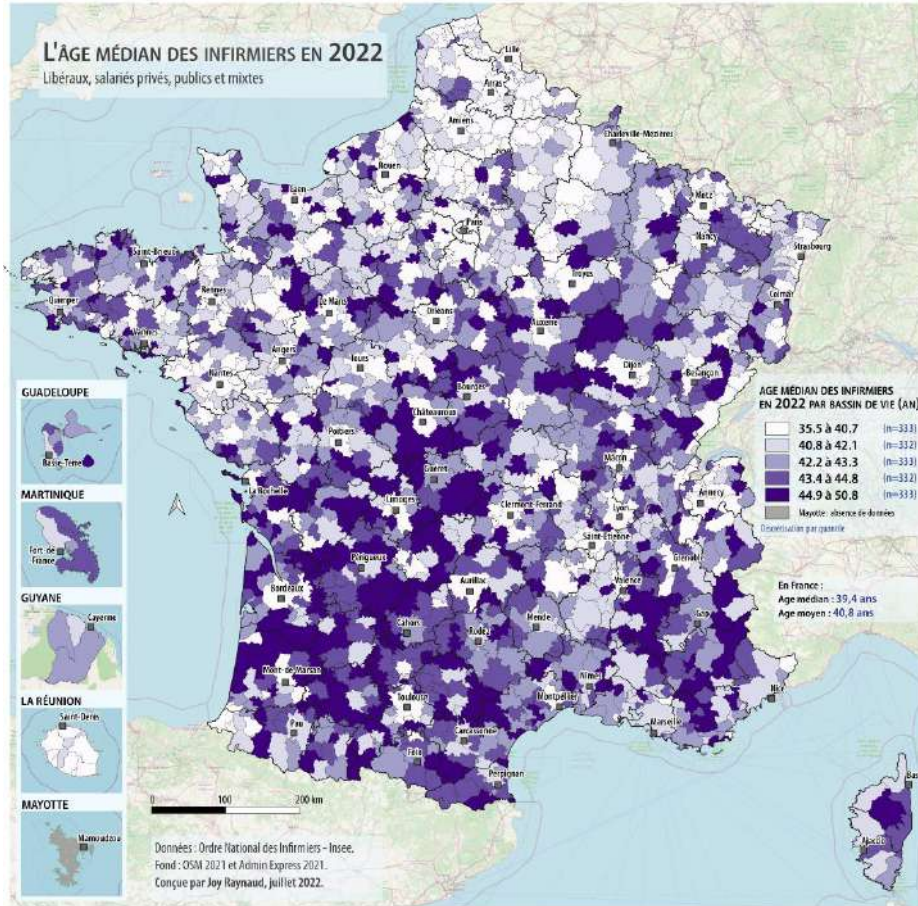 L'ÂGE MÉDIAN DES INFIRMIERS EN 2022
Libéraux, salariés privés, publics et mixtes
Lille
Arras
Amiens
Charleville-Mézières
Rouen
Caen
Metz
Paris
Nancy
Strasbourg
Saint-Brieuc
Troyes
Colmar
Quimper
Rennes
Le Mans
Orléans
Auxerre
Vannes
Angers
Tours
Dijon
Besançon
Nantes
Bourges
Châteauroux
Poitiers
Guéret
Mâcon
La Rochelle
Limoges
Clermont-Ferrand
Lyon
Annecy
Saint-Etienne
Périgueux
Grenoble
Aurillac
Valence
Bordeaux
Cahors
Rodez
Mende
Gap
Mont-de-Marsan
Nîmes
Toulouse
Montpellier
Nice
Pau
Marseille
Carcassonne
Foix
Perpignan
Bas
Ajaccio
GUADELOUPE
Basse-Terre
MARTINIQUE
Fort-de
France
GUYANE
Cayenne
LA RÉUNION
Saint-Denis
MAYOTTE
Mamoudzou
AGE MÉDIAN DES INFIRMIERS
EN 2022 PAR BASSIN DE VIE (AN)
35.5 à 40.7 (n=333)
40.8 à 42.1 (n=332)
42.2 à 43.3 (n=333)
43.4 à 44.8 (n=332)
44.9 à 50.8 (n=333)
Mayotte : absence de données
Discrétisation par quantile
En France :
Age médian : 39,4 ans
Age moyen : 40,8 ans
0 100 200 km
Données : Ordre National des Infirmiers - Insee.
Fond : OSM 2021 et Admin Express 2021.
Conçue par Joy Raynaud, juillet 2022.